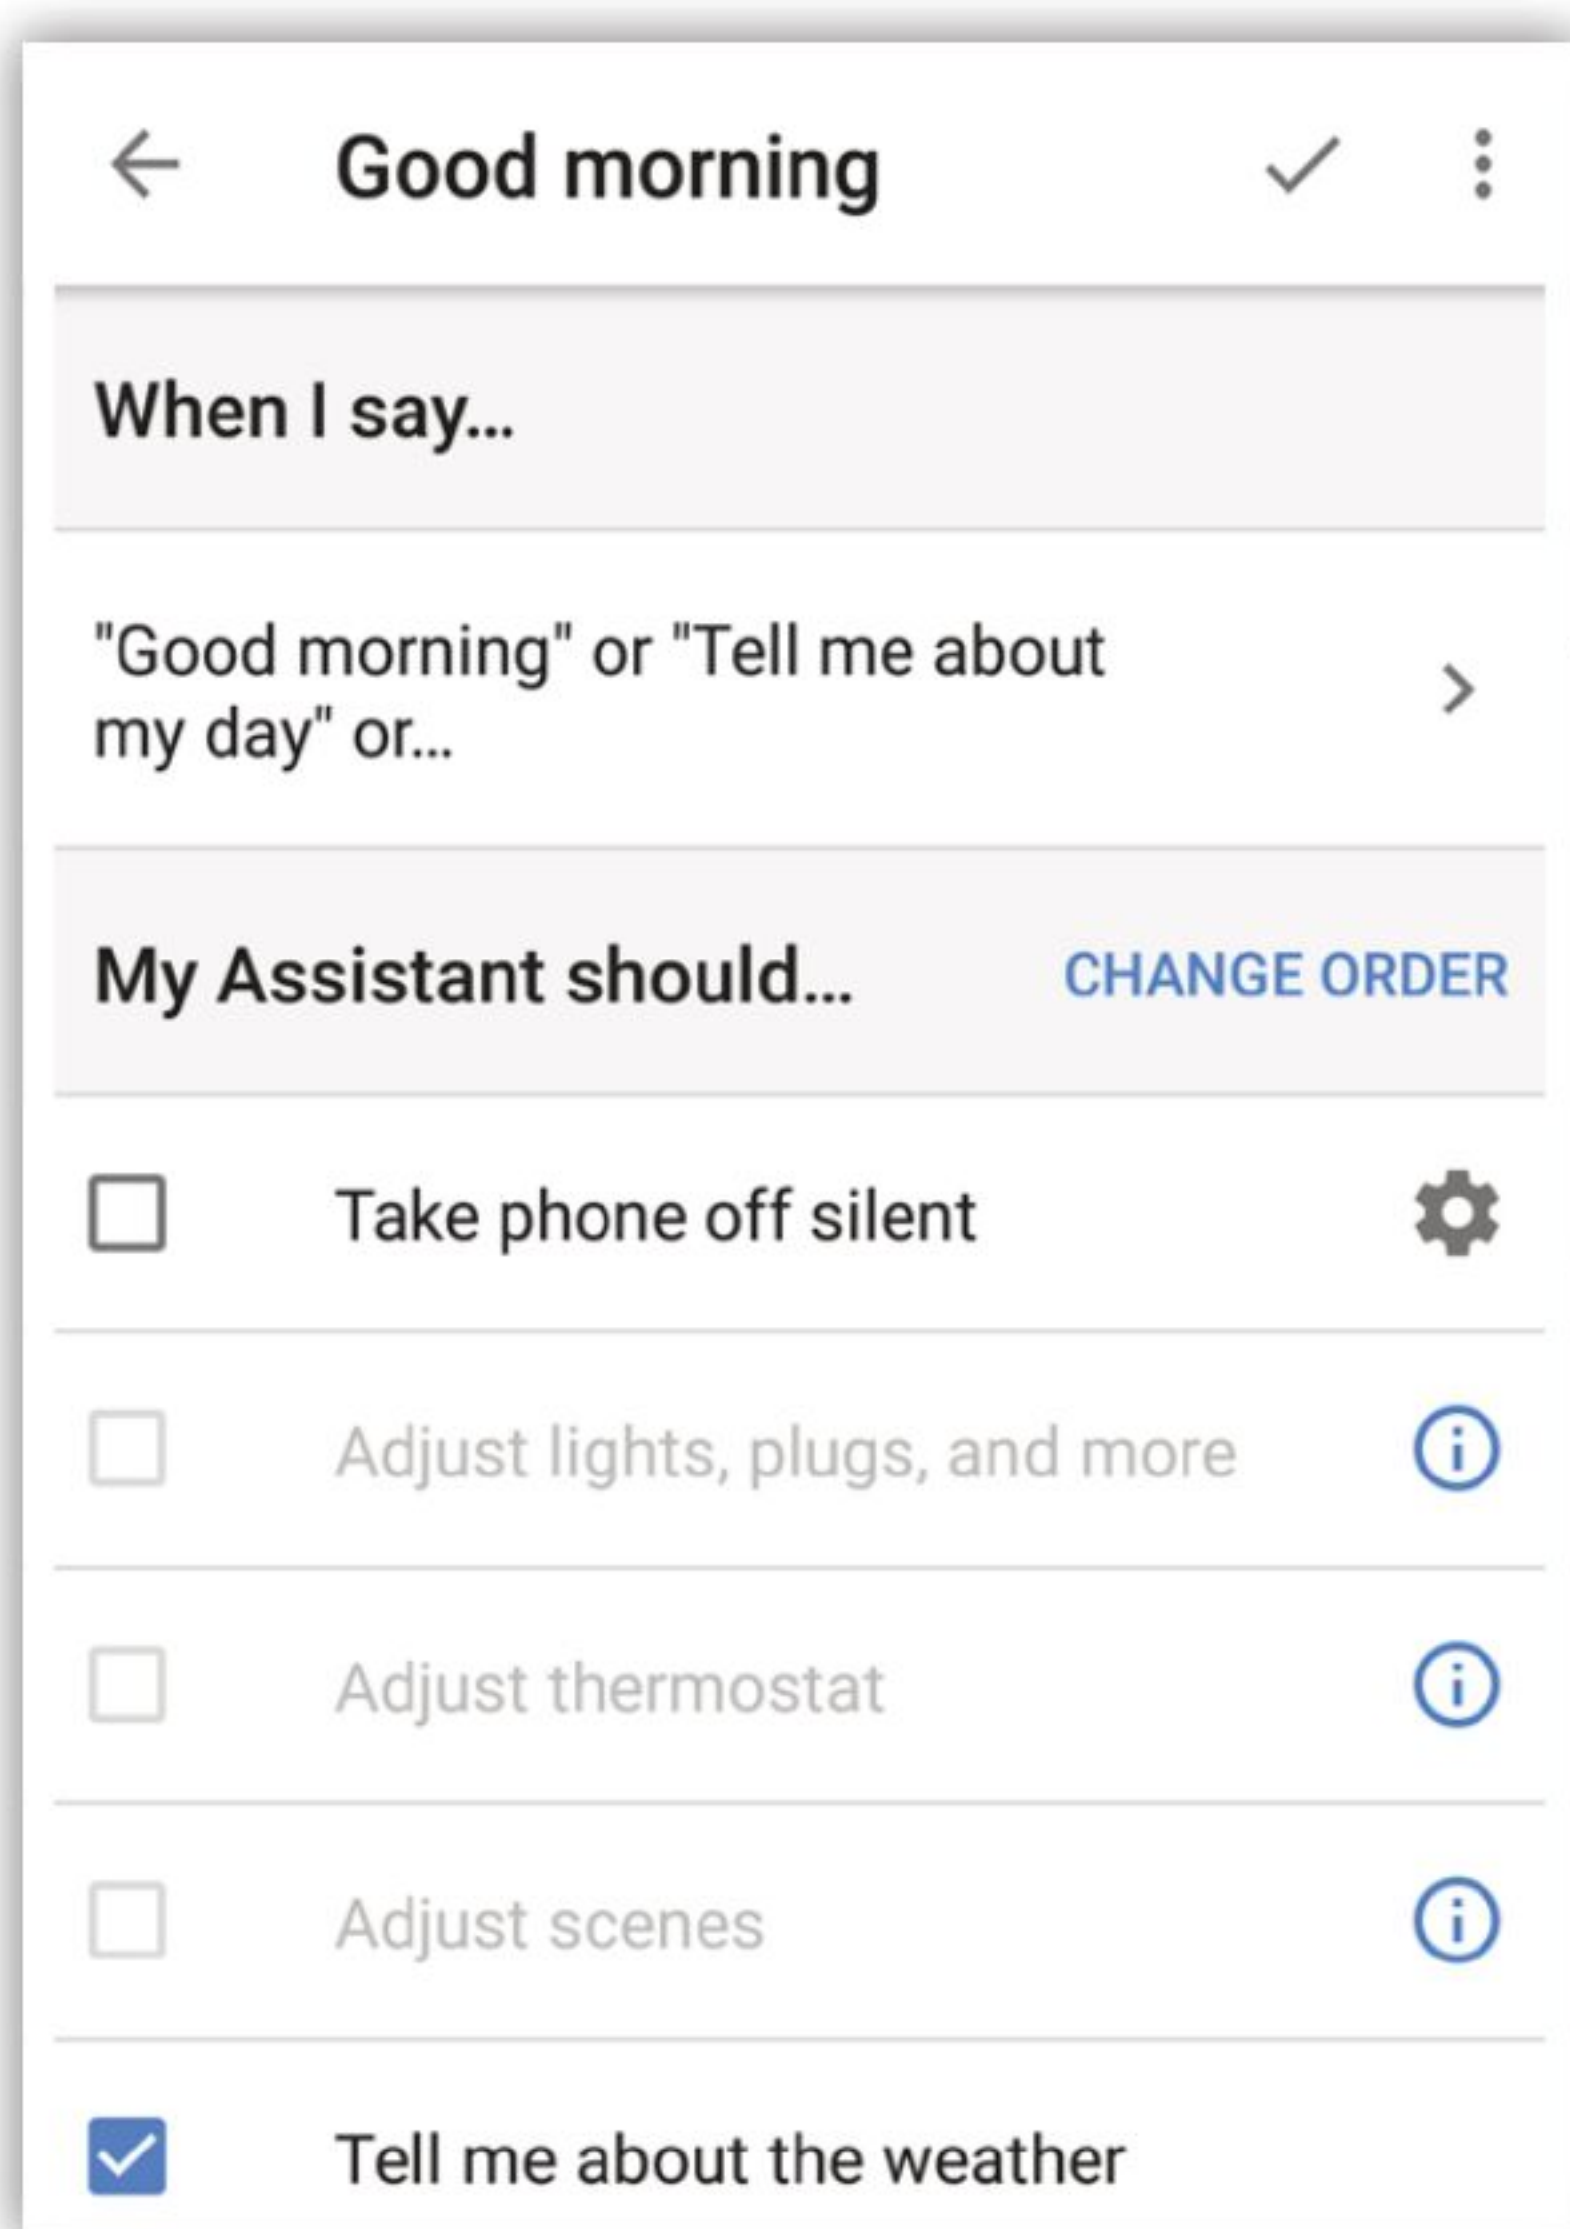 Good morning
When I say...
"Good morning" or "Tell me about
my day" or...
My Assistant should... CHANGE ORDER
Take phone off silent
Adjust lights, plugs, and more
Adjust thermostat
Adjust scenes
Tell me about the weather